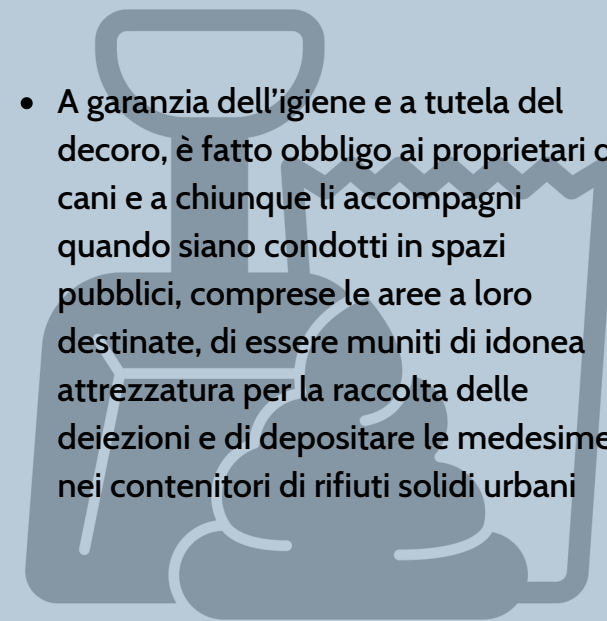 • A garanzia dell'igiene e a tutela del
decoro, è fatto obbligo ai proprietari
cani e a chiunque li accompagni
quando siano condotti in spazi
pubblici, comprese le aree a loro
destinate, di essere muniti di idonea
attrezzatura per la raccolta delle
deiezioni e di depositare le medesime
nei contenitori di rifiuti solidi urbani